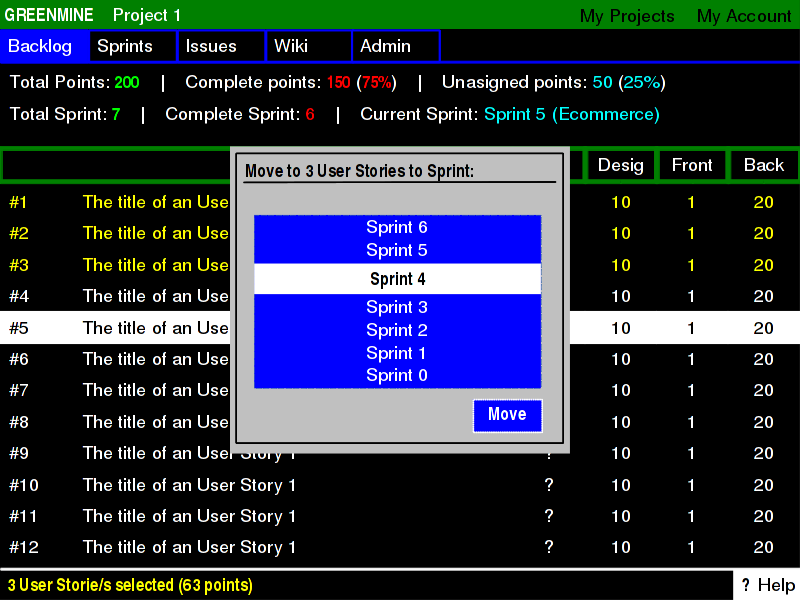 GREENMINE Project 1 My Projects My Account
Backlog Sprints Issues Wiki Admin
Total Points: 200 | Complete points: 150 (75%) | Unasigned points: 50 (25%)
Total Sprint: 7 | Complete Sprint: 6 | Current Sprint: Sprint 5 (Ecommerce)
Desig Front Back
Move to 3 User Stories to Sprint:
Sprint 6
Sprint 5
Sprint 4
Sprint 3
Sprint 2
Sprint 1
Sprint 0
Move
#1 The title of an Use 10 1 20
#2 The title of an Use 10 1 20
#3 The title of an Use 10 1 20
#4 The title of an Use 10 1 20
#5 The title of an Use 10 1 20
#6 The title of an Use 10 1 20
#7 The title of an Use 10 1 20
#8 The title of an Use 10 1 20
#9 The title of an User Story 1 ? 10 1 20
#10 The title of an User Story 1 ? 10 1 20
#11 The title of an User Story 1 ? 10 1 20
#12 The title of an User Story 1 ? 10 1 20
3 User Storie/s selected (63 points) ? Help